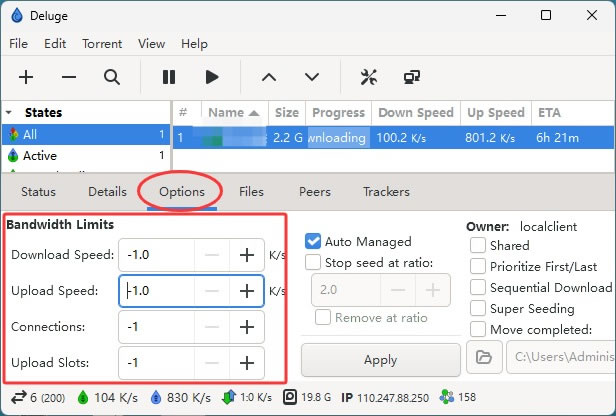 Deluge
File Edit Torrent View Help
States
All 1
Active 1
# Name Size Progress Down Speed Up Speed ETA
1 2.2 G wnloading 100.2 K/s 801.2 K/s 6h 21m
Status Details Options Files Peers Trackers
Bandwidth Limits
Download Speed: -1.0 K/s
Upload Speed: -1.0 K/s
Connections: -1
Upload Slots: -1
Auto Managed
Stop seed at ratio:
2.0
Remove at ratio
Apply
Owner: localclient
Shared
Prioritize First/Last
Sequential Download
Super Seeding
Move completed:
C:\Users\Adminis
6 (200) 104 K/s 830 K/s 1:0 K/s 19.8 G IP 110.247.88.250 158